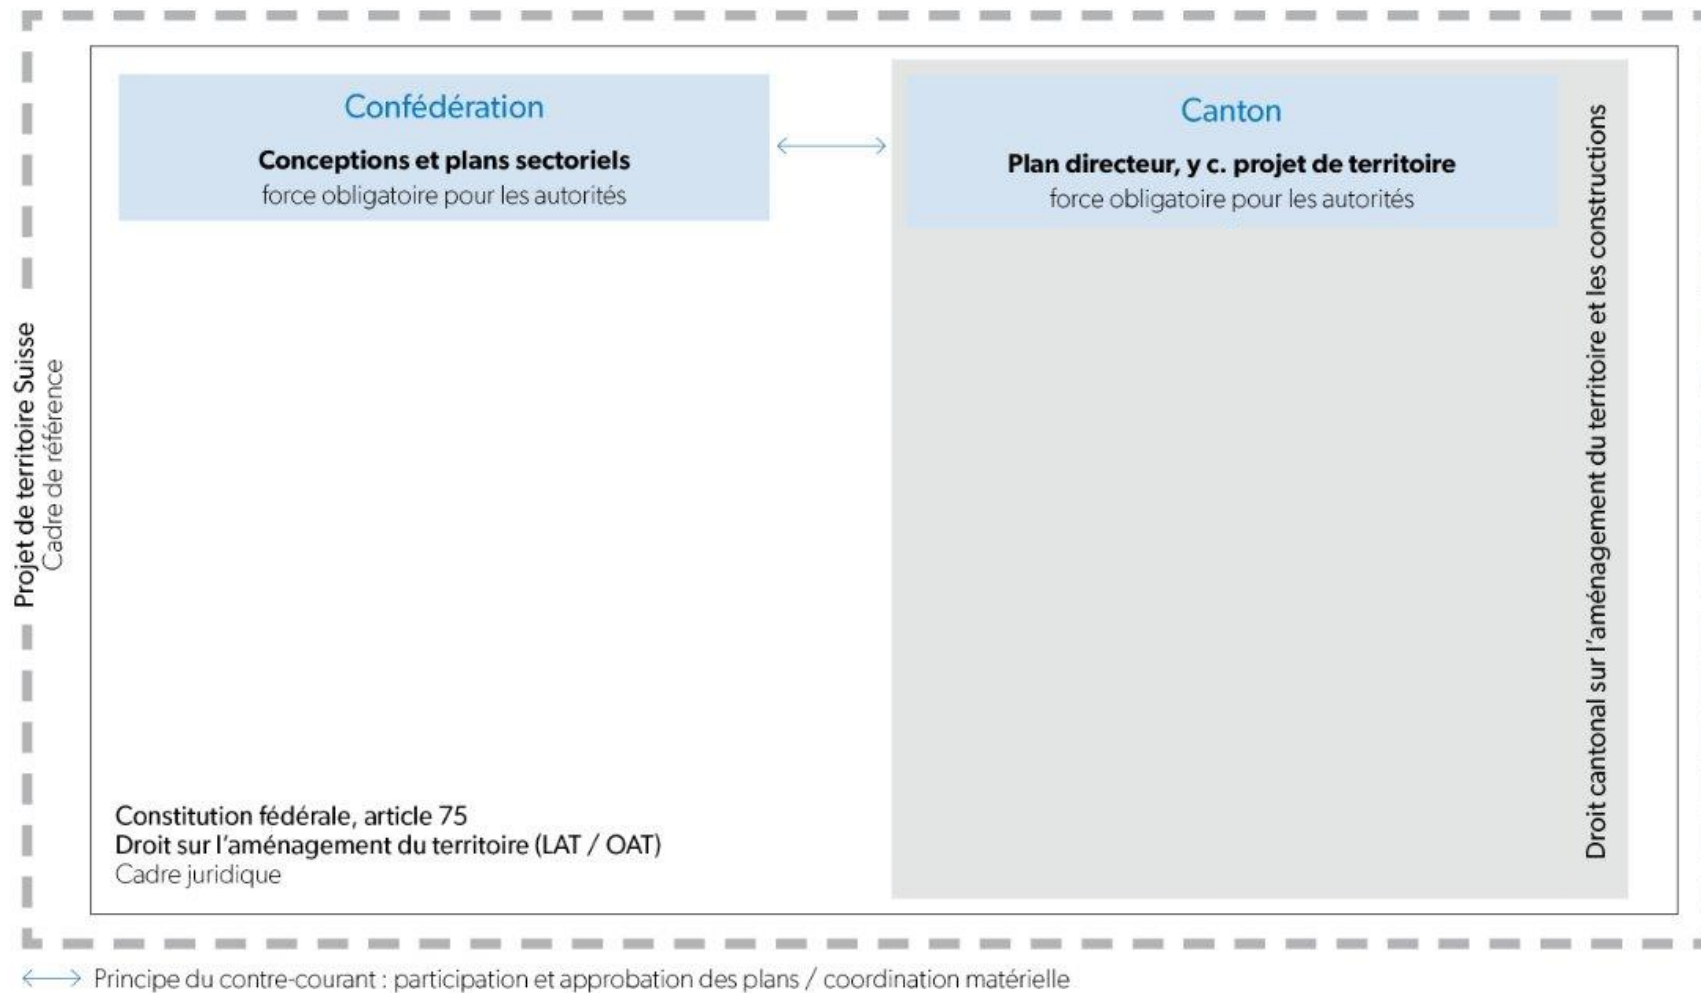 Projet de territoire Suisse
Cadre de référence
Confédération
Conceptions et plans sectoriels
force obligatoire pour les autorités
Canton
Plan directeur, y c. projet de territoire
force obligatoire pour les autorités
Droit cantonal sur l'aménagement du territoire et les constructions
Constitution fédérale, article 75
Droit sur l'aménagement du territoire (LAT / OAT)
Cadre juridique
Principe du contre-courant : participation et approbation des plans / coordination matérielle